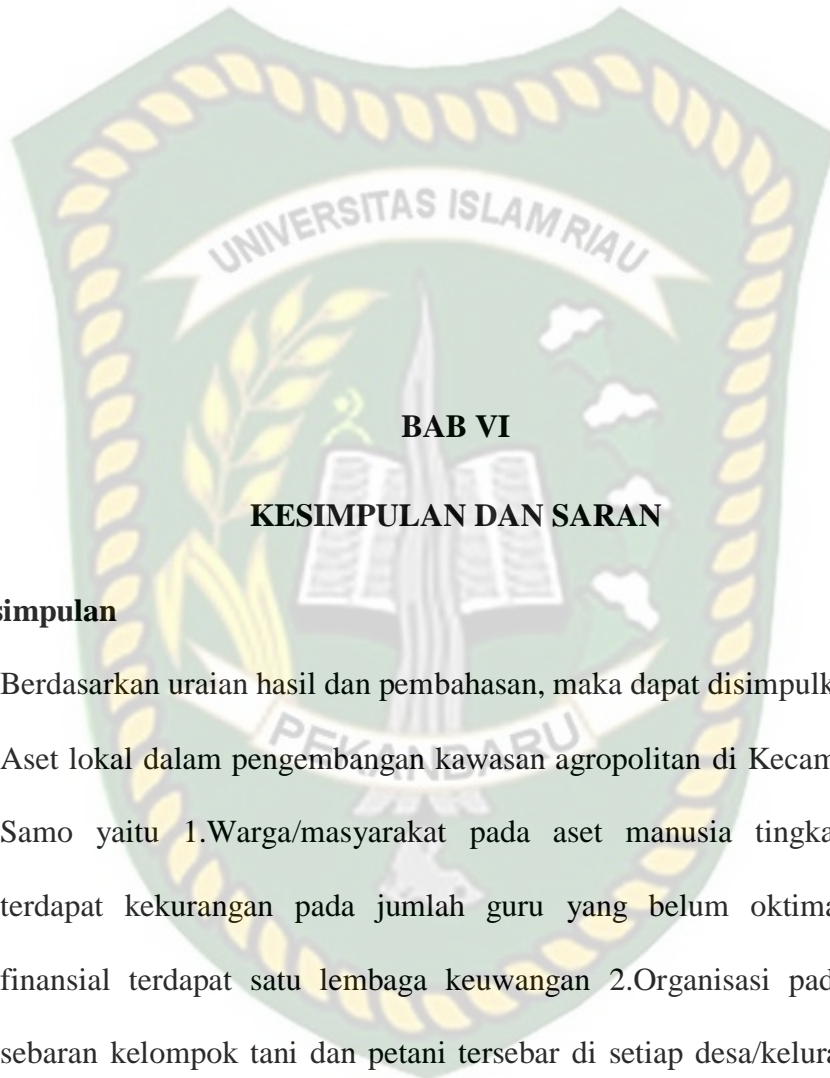 UNIVERSITAS ISLAM RIAU
BAB VI
KESIMPULAN DAN SARAN
simpulan
Berdasarkan uraian hasil dan pembahasan, maka dapat disimpulk
Aset lokal dalam pengembangan kawasan agropolitan di Kecam
Samo yaitu 1.Warga/masyarakat pada aset manusia tingka
terdapat kekurangan pada jumlah guru yang belum oktima
PEKANBARU
finansial terdapat satu lembaga keuwangan 2.Organisasi pad
sebaran kelompok tani dan petani tersebar di setiap desa/kelura